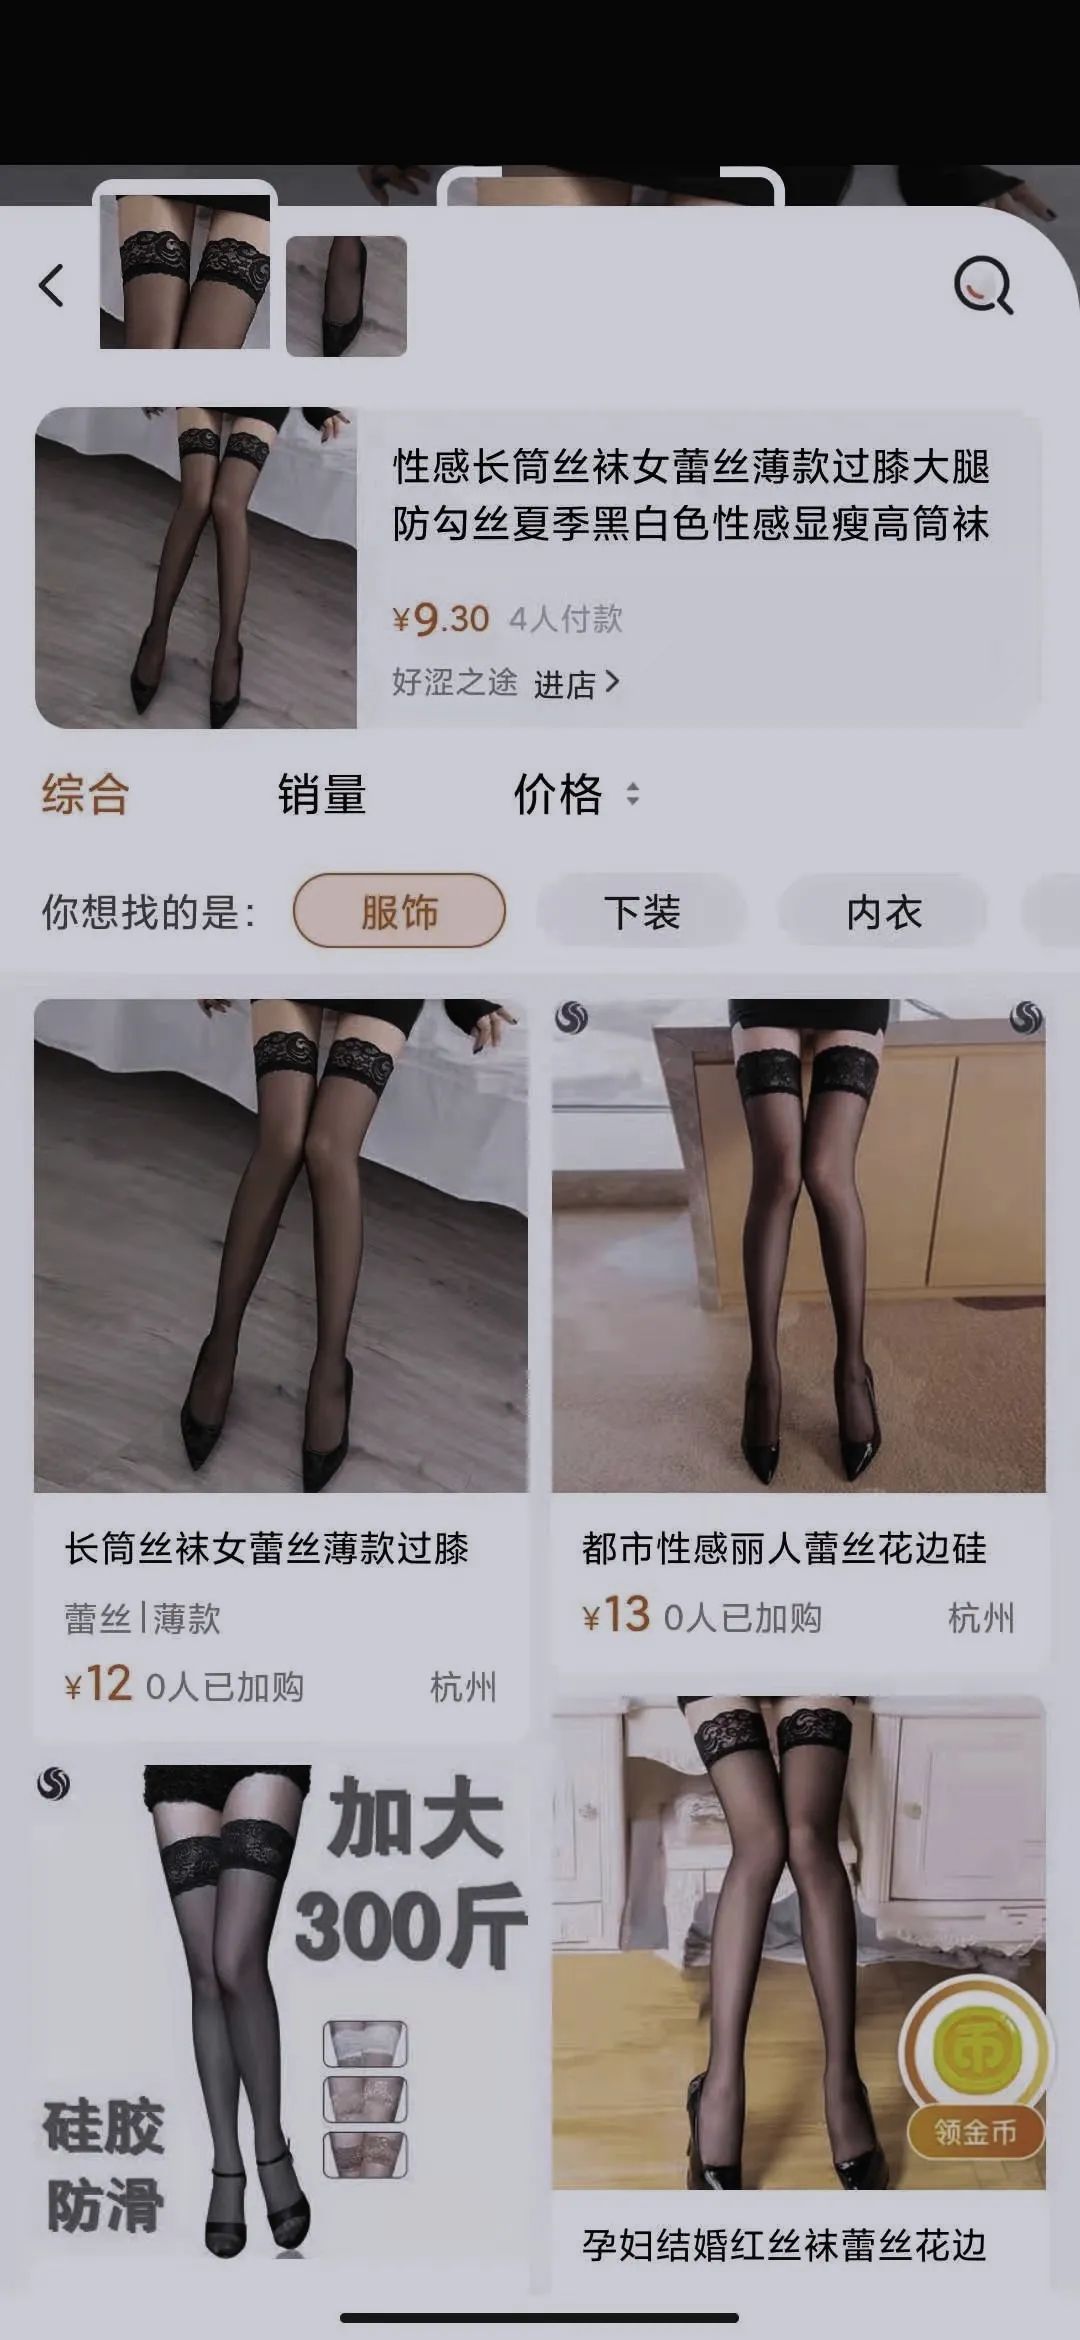 性感长筒丝袜女蕾丝薄款过膝大腿
防勾丝夏季黑白色性感显瘦高筒袜
¥9.30 4人付款
好涩之途 进店
综合 销量 价格
你想找的是: 服饰 下装 内衣
长筒丝袜女蕾丝薄款过膝
蕾丝|薄款
¥12 0人已加购 杭州
都市性感丽人蕾丝花边硅
¥13 0人已加购 杭州
加大
300斤
硅胶
防滑
币
领金币
孕妇结婚红丝袜蕾丝花边